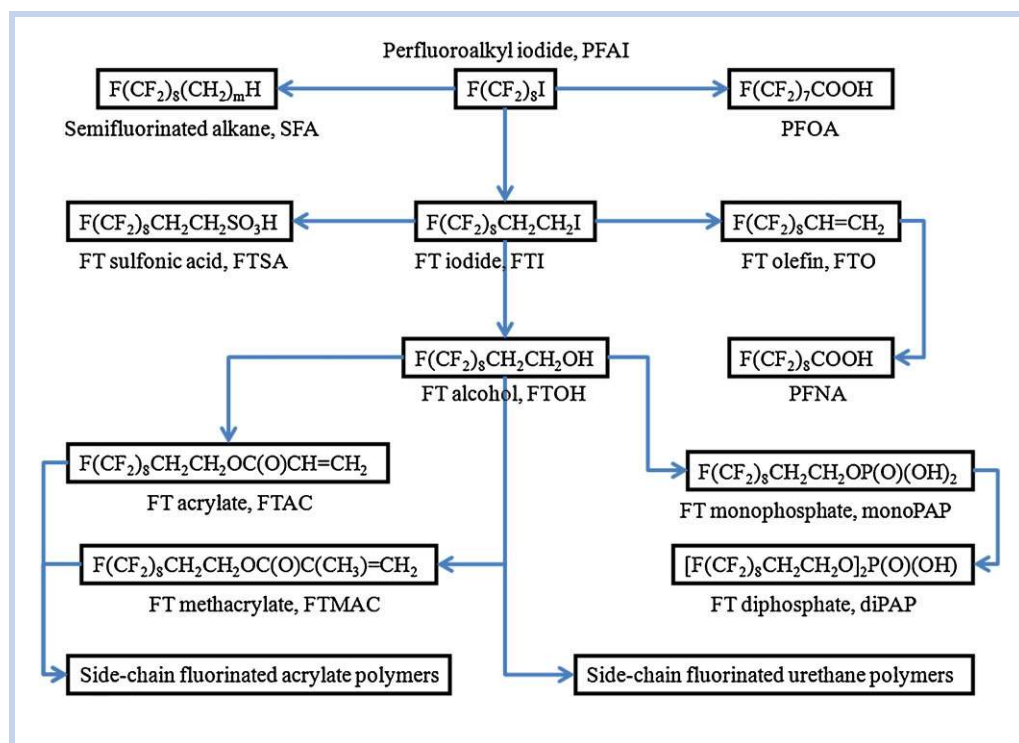 Perfluoroalkyl iodide, PFAI
F(CF₂)₈(CH₂)ₘH
F(CF₂)₈I
F(CF₂)₇COOH
Semifluorinated alkane, SFA
PFOA
F(CF₂)₈CH₂CH₂SO₃H
F(CF₂)₈CH₂CH₂I
F(CF₂)₈CH=CH₂
FT sulfonic acid, FTSA
FT iodide, FTI
FT olefin, FTO
F(CF₂)₈CH₂CH₂OH
F(CF₂)₈COOH
FT alcohol, FTOH
PFNA
F(CF₂)₈CH₂CH₂OC(O)CH=CH₂
FT acrylate, FTAC
F(CF₂)₈CH₂CH₂OP(O)(OH)₂
FT monophosphate, monoPAP
F(CF₂)₈CH₂CH₂OC(O)C(CH₃)=CH₂
FT methacrylate, FTMAC
[F(CF₂)₈CH₂CH₂O]₂P(O)(OH)
FT diphosphate, diPAP
Side-chain fluorinated acrylate polymers
Side-chain fluorinated urethane polymers